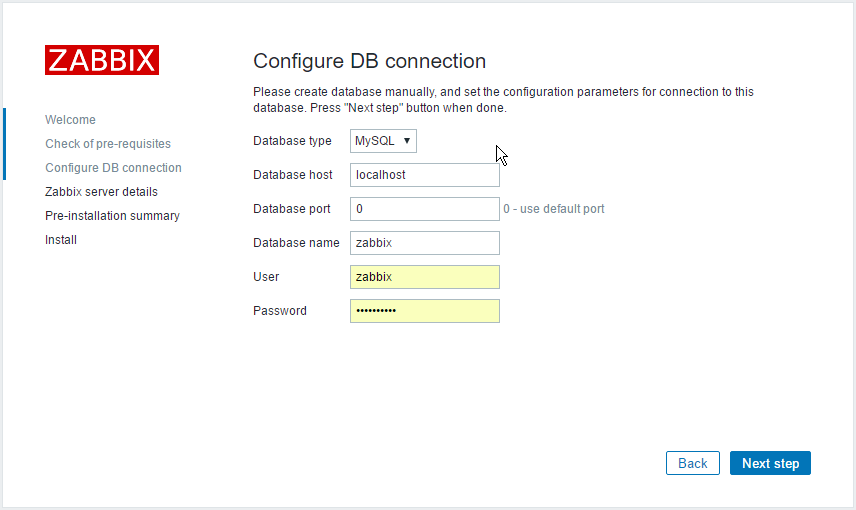 ZABBIX
Welcome
Check of pre-requisites
Configure DB connection
Zabbix server details
Pre-installation summary
Install
Configure DB connection
Please create database manually, and set the configuration parameters for connection to this
database. Press "Next step" button when done.
Database type MySQL ▼
Database host localhost
Database port 0 0 - use default port
Database name zabbix
User zabbix
Password ••••••••••
Back Next step